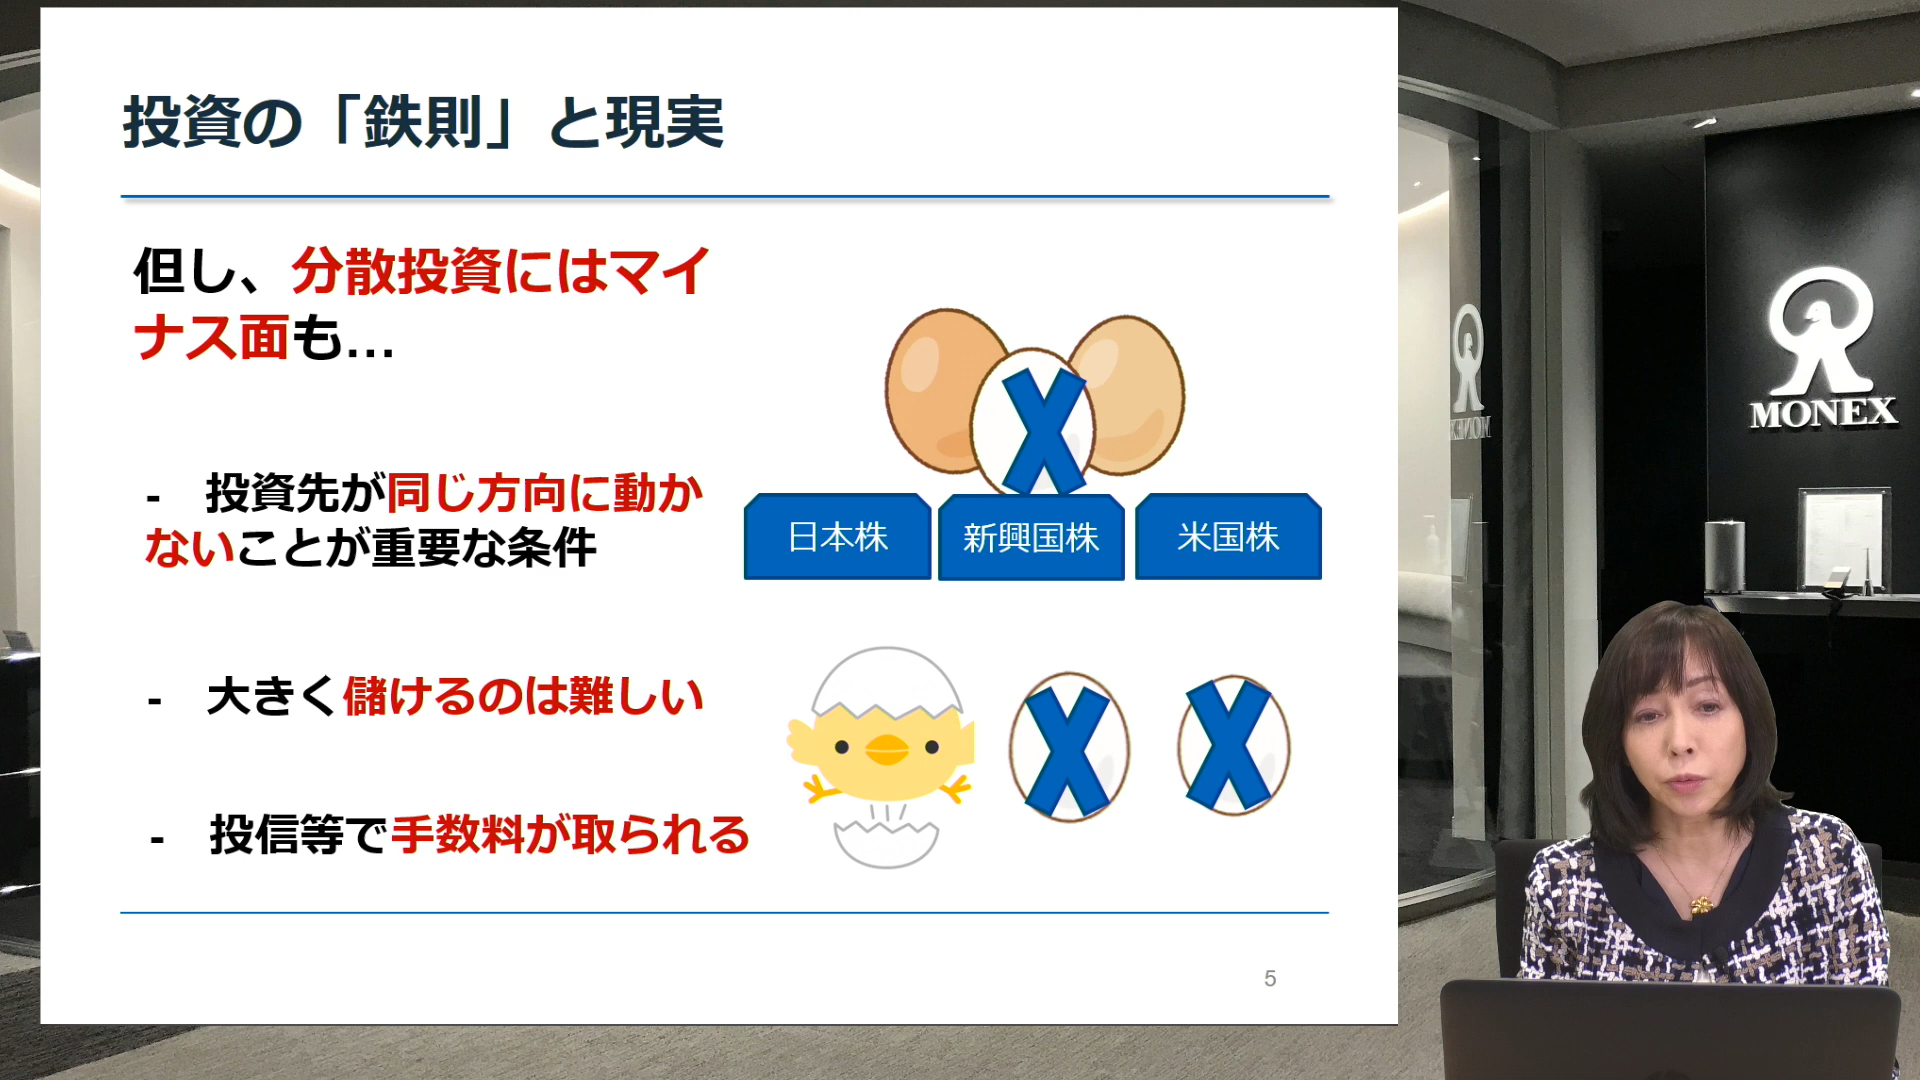 投資の「鉄則」と現実
但し、分散投資にはマイ
ナス面も…
- 投資先が同じ方向に動か
ないことが重要な条件
- 大きく儲けるのは難しい
- 投信等で手数料が取られる
日本株
新興国株
米国株
5
MONEX
MONEX